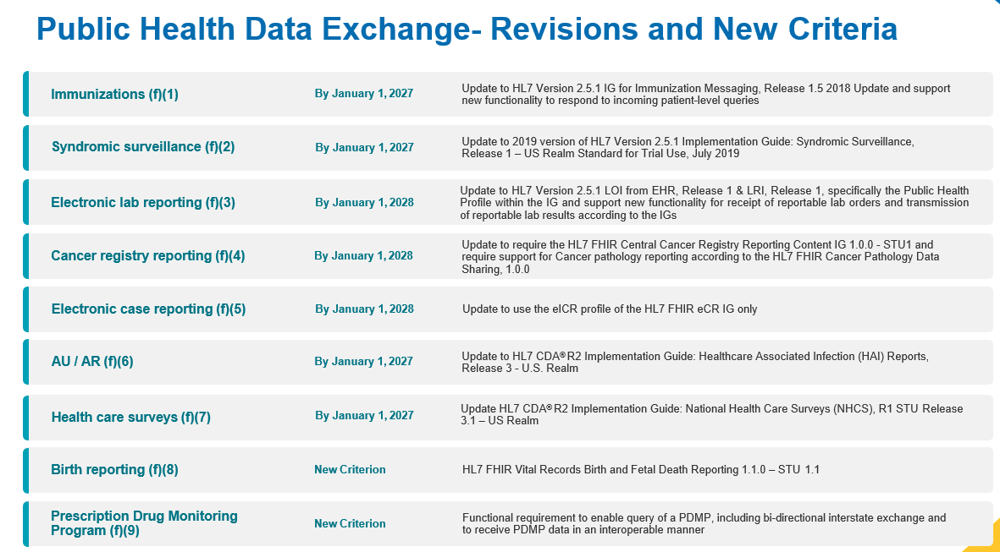 Public Health Data Exchange- Revisions and New Criteria
Immunizations (f)(1)
By January 1, 2027
Update to HL7 Version 2.5.1 IG for Immunization Messaging, Release 1.5 2018 Update and support
new functionality to respond to incoming patient-level queries
Syndromic surveillance (f)(2)
By January 1, 2027
Update to 2019 version of HL7 Version 2.5.1 Implementation Guide: Syndromic Surveillance,
Release 1 – US Realm Standard for Trial Use, July 2019
Electronic lab reporting (f)(3)
By January 1, 2028
Update to HL7 Version 2.5.1 LOI from EHR, Release 1 & LRI, Release 1, specifically the Public Health
Profile within the IG and support new functionality for receipt of reportable lab orders and transmission
of reportable lab results according to the IGs
Cancer registry reporting (f)(4)
By January 1, 2028
Update to require the HL7 FHIR Central Cancer Registry Reporting Content IG 1.0.0 - STU1 and
require support for Cancer pathology reporting according to the HL7 FHIR Cancer Pathology Data
Sharing, 1.0.0
Electronic case reporting (f)(5)
By January 1, 2028
Update to use the eICR profile of the HL7 FHIR eCR IG only
AU / AR (f)(6)
By January 1, 2027
Update to HL7 CDA® R2 Implementation Guide: Healthcare Associated Infection (HAI) Reports,
Release 3 - U.S. Realm
Health care surveys (f)(7)
By January 1, 2027
Update HL7 CDA® R2 Implementation Guide: National Health Care Surveys (NHCS), R1 STU Release
3.1 – US Realm
Birth reporting (f)(8)
New Criterion
HL7 FHIR Vital Records Birth and Fetal Death Reporting 1.1.0 – STU 1.1
Prescription Drug Monitoring
Program (f)(9)
New Criterion
Functional requirement to enable query of a PDMP, including bi-directional interstate exchange and
to receive PDMP data in an interoperable manner